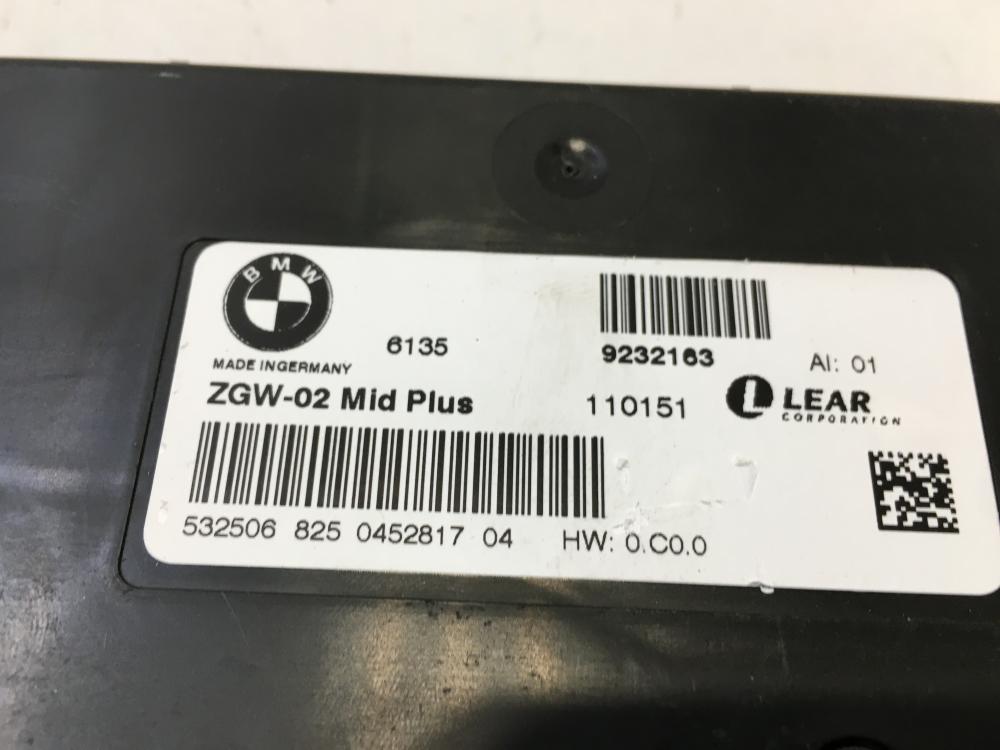 BMW
6135
9232163
AI: 01
MADE INGERMANY
ZGW-02 Mid Plus
110151
LEAR
CORPORATION
532506 825 0452817 04
HW: 0.C0.0